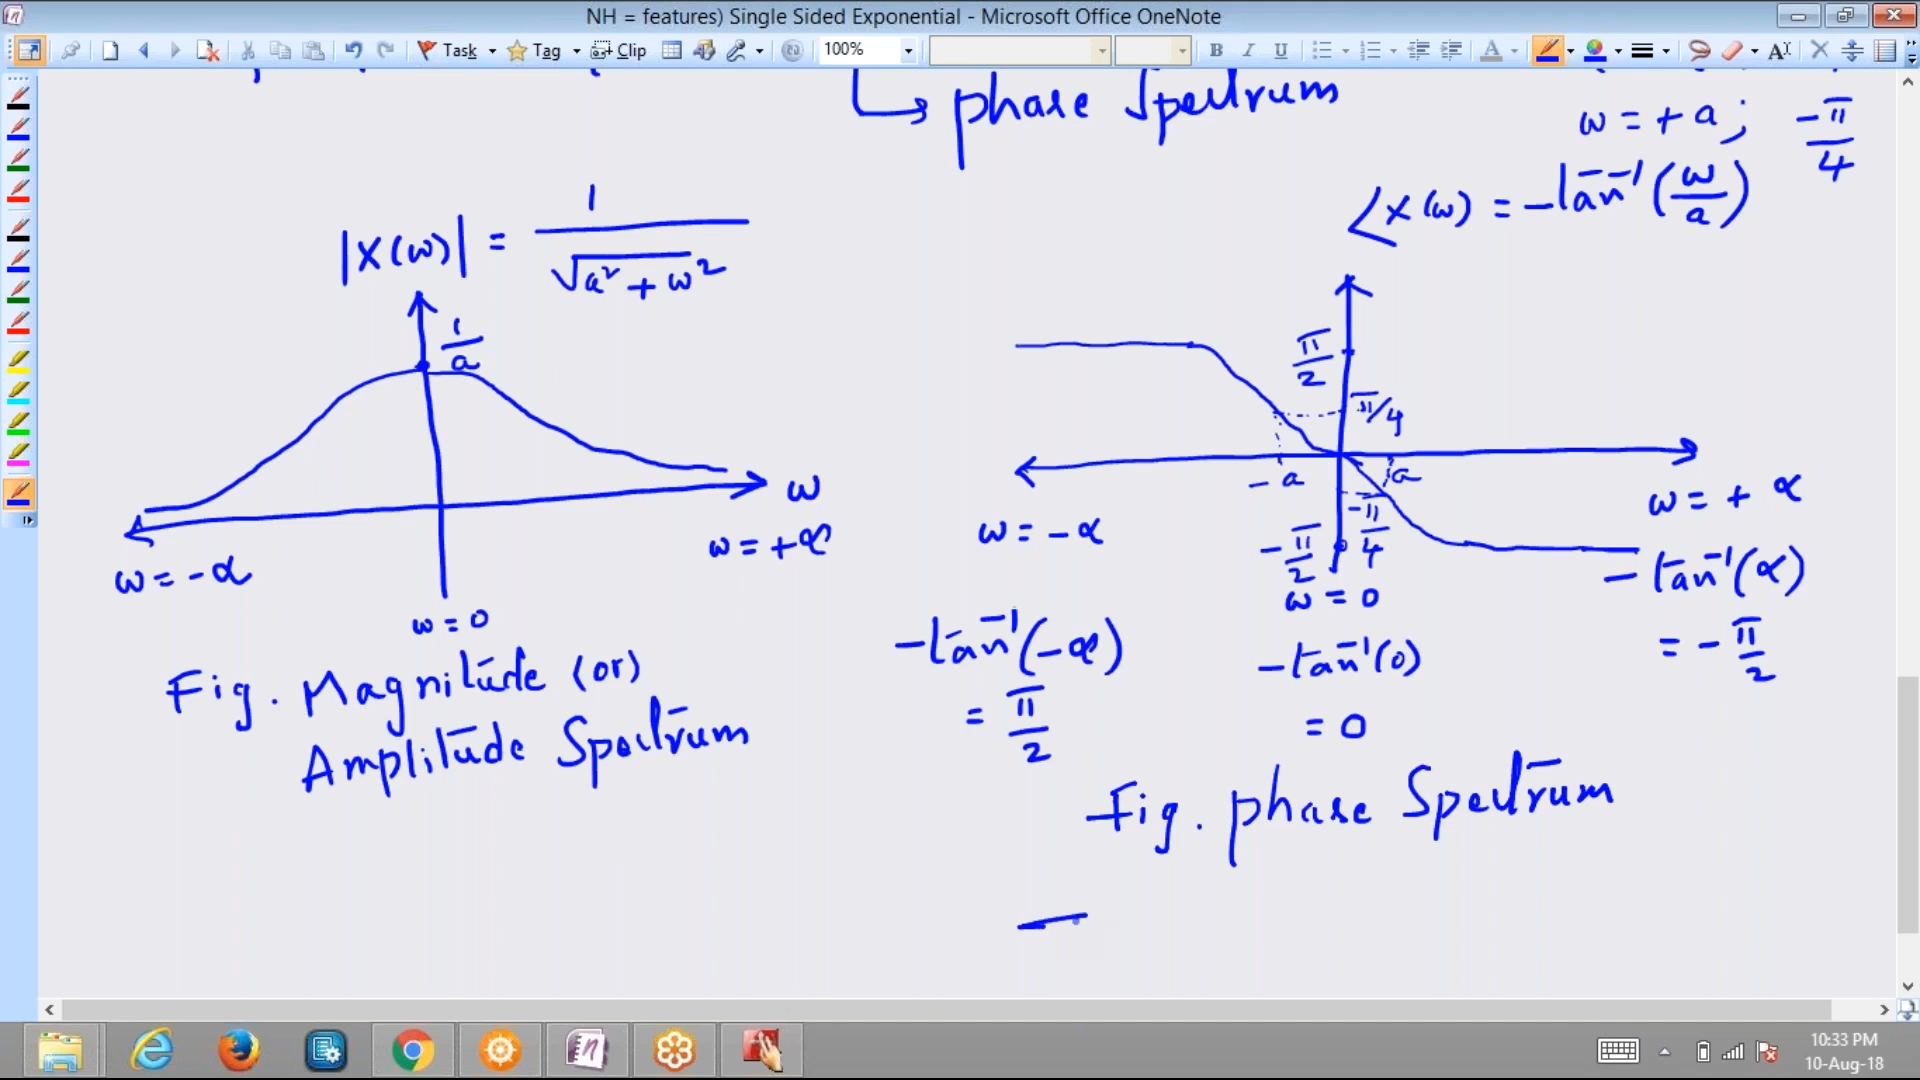 NH = features) Single Sided Exponential - Microsoft Office OneNote
Task
Tag
Clip
100%
B I U
phase Spectrum
ω = + a ; -π/4
∠X(ω) = -tan⁻¹(ω/a)
|X(ω)| = 1/√a² + ω²
1/a
ω
ω = -α
ω = +∞
ω = 0
Fig. Magnitude (or)
Amplitude Spectrum
π/2
π/4
-a
a
-π/4
-π/2
ω = -α
ω = 0
ω = + α
-tan⁻¹(-∞)
= π/2
-tan⁻¹(0)
= 0
-tan⁻¹(α)
= -π/2
Fig. phase Spectrum
10:33 PM
10-Aug-18